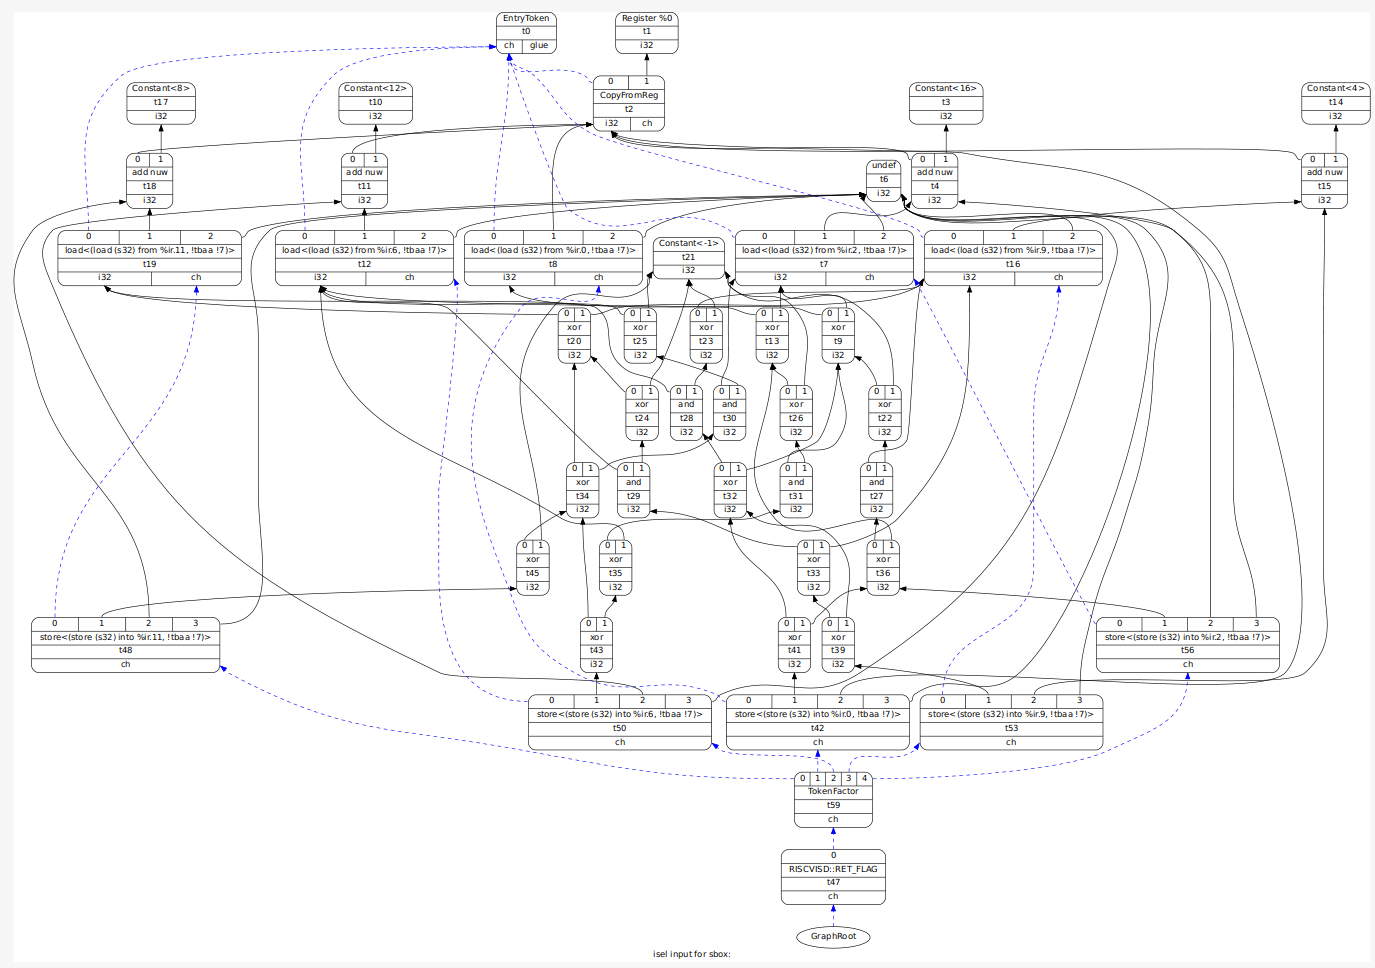 EntryToken
t0
ch glue
Register %0
t1
i32
0 1
CopyFromReg
t2
i32 ch
Constant<8>
t17
i32
Constant<12>
t10
i32
Constant<16>
t3
i32
Constant<4>
t14
i32
0 1
add nuw
t18
i32
0 1
add nuw
t11
i32
undef
t6
i32
0 1
add nuw
t4
i32
0 1
add nuw
t15
i32
0 1 2
load<(load (s32) from %ir.11, !tbaa !7)>
t19
i32 ch
0 1 2
load<(load (s32) from %ir.6, !tbaa !7)>
t12
i32 ch
0 1 2
load<(load (s32) from %ir.0, !tbaa !7)>
t8
i32 ch
Constant<-1>
t21
i32
0 1 2
load<(load (s32) from %ir.2, !tbaa !7)>
t7
i32 ch
0 1 2
load<(load (s32) from %ir.9, !tbaa !7)>
t16
i32 ch
0 1
xor
t20
i32
0 1
xor
t25
i32
0 1
xor
t23
i32
0 1
xor
t13
i32
0 1
xor
t9
i32
0 1
xor
t24
i32
0 1
and
t28
i32
0 1
and
t30
i32
0 1
xor
t26
i32
0 1
xor
t22
i32
0 1
xor
t34
i32
0 1
and
t29
i32
0 1
xor
t32
i32
0 1
and
t31
i32
0 1
and
t27
i32
0 1
xor
t45
i32
0 1
xor
t35
i32
0 1
xor
t33
i32
0 1
xor
t36
i32
0 1 2 3
store<(store (s32) into %ir.11, !tbaa !7)>
t48
ch
0 1
xor
t43
i32
0 1
xor
t41
i32
0 1
xor
t39
i32
0 1 2 3
store<(store (s32) into %ir.2, !tbaa !7)>
t56
ch
0 1 2 3
store<(store (s32) into %ir.6, !tbaa !7)>
t50
ch
0 1 2 3
store<(store (s32) into %ir.0, !tbaa !7)>
t42
ch
0 1 2 3
store<(store (s32) into %ir.9, !tbaa !7)>
t53
ch
0 1 2 3 4
TokenFactor
t59
ch
0
RISCVISD::RET_FLAG
t47
ch
GraphRoot
isel input for sbox: